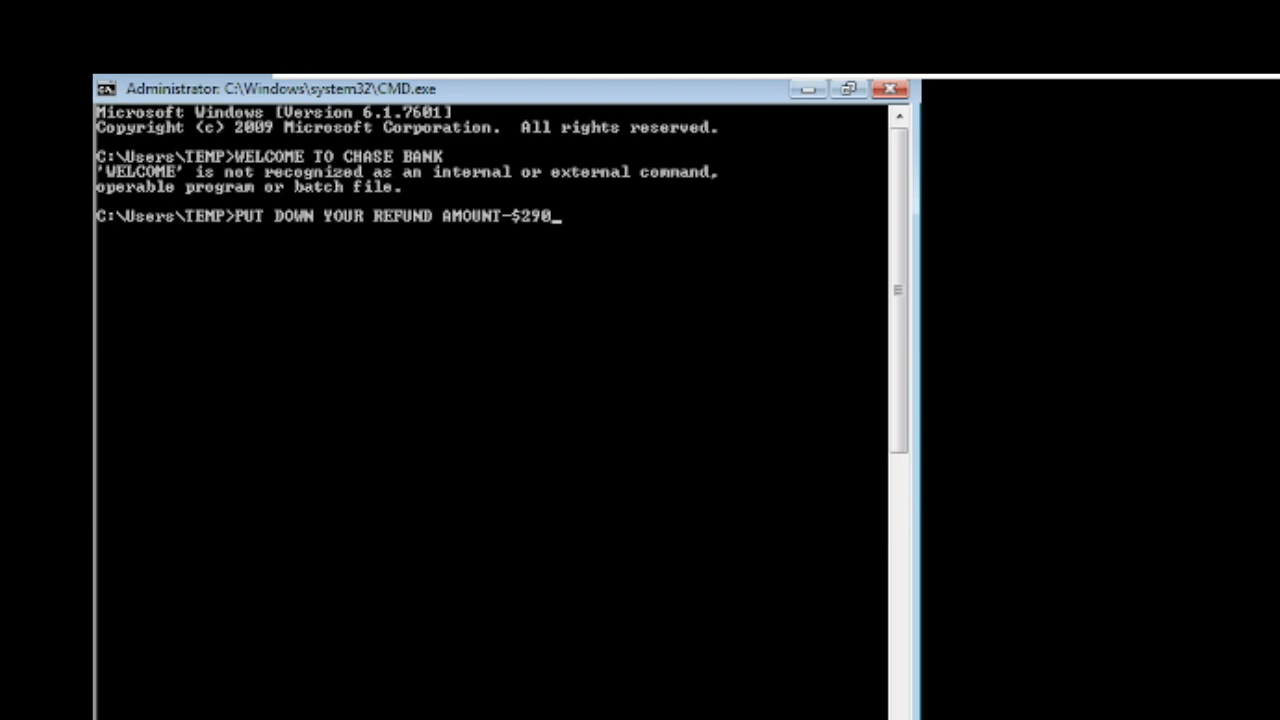 Administrator: C:\Windows\system32\CMD.exe
Microsoft Windows [Version 6.1.7601]
Copyright (c) 2009 Microsoft Corporation.  All rights reserved.
C:\Users\TEMP>WELCOME TO CHASE BANK
'WELCOME' is not recognized as an internal or external command,
operable program or batch file.
C:\Users\TEMP>PUT DOWN YOUR REFUND AMOUNT-$290_